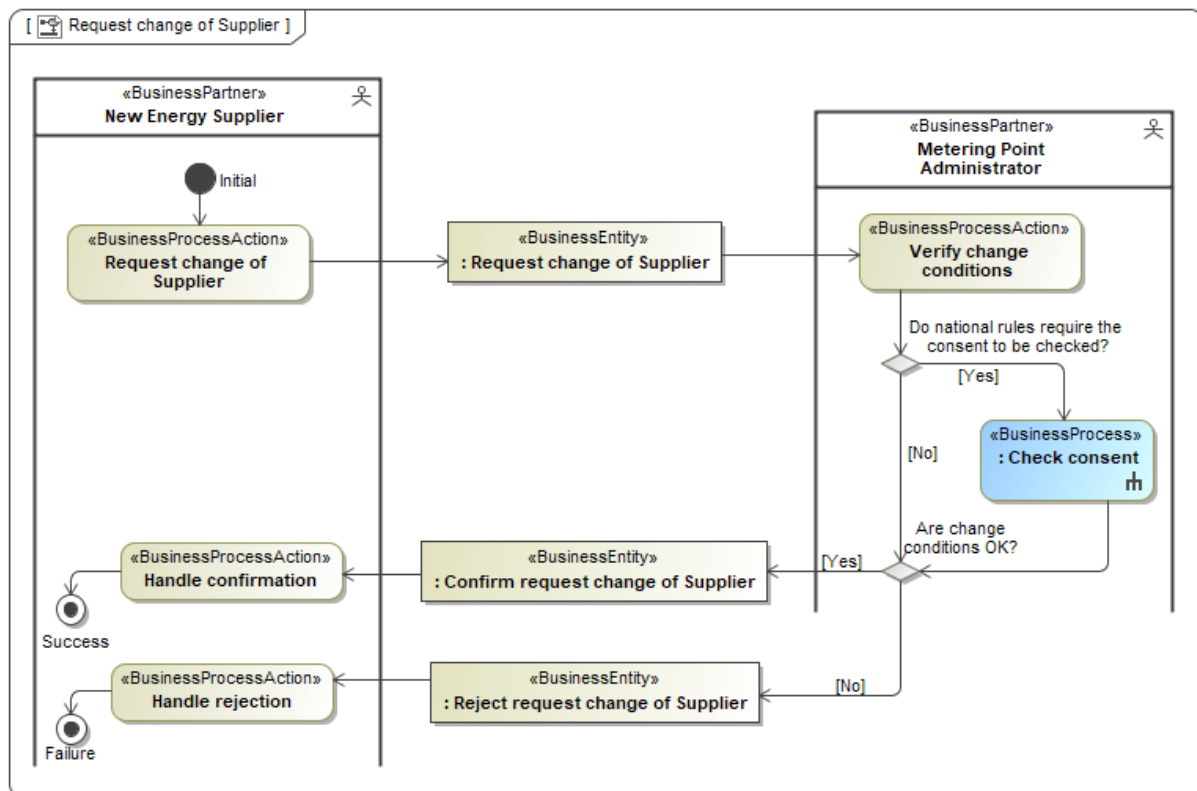 [ Request change of Supplier ]
«BusinessPartner»
New Energy Supplier
«BusinessPartner»
Metering Point
Administrator
Initial
«BusinessProcessAction»
Request change of
Supplier
«BusinessEntity»
: Request change of Supplier
«BusinessProcessAction»
Verify change
conditions
Do national rules require the
consent to be checked?
[Yes]
[No]
«BusinessProcess»
: Check consent
Are change
conditions OK?
[Yes]
«BusinessEntity»
: Confirm request change of Supplier
«BusinessProcessAction»
Handle confirmation
Success
[No]
«BusinessEntity»
: Reject request change of Supplier
«BusinessProcessAction»
Handle rejection
Failure